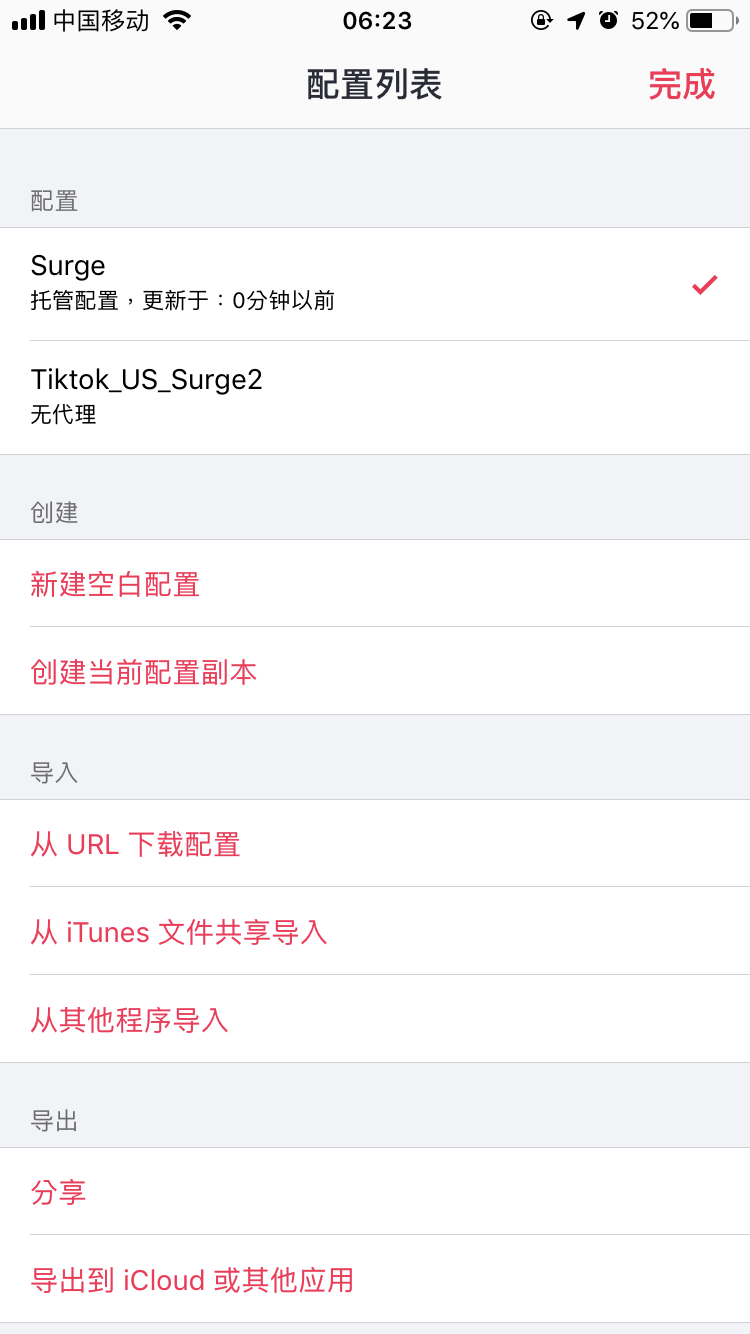 中国移动 06:23 52%
配置列表 完成
配置
Surge
托管配置，更新于：0分钟以前
Tiktok_US_Surge2
无代理
创建
新建空白配置
创建当前配置副本
导入
从 URL 下载配置
从 iTunes 文件共享导入
从其他程序导入
导出
分享
导出到 iCloud 或其他应用